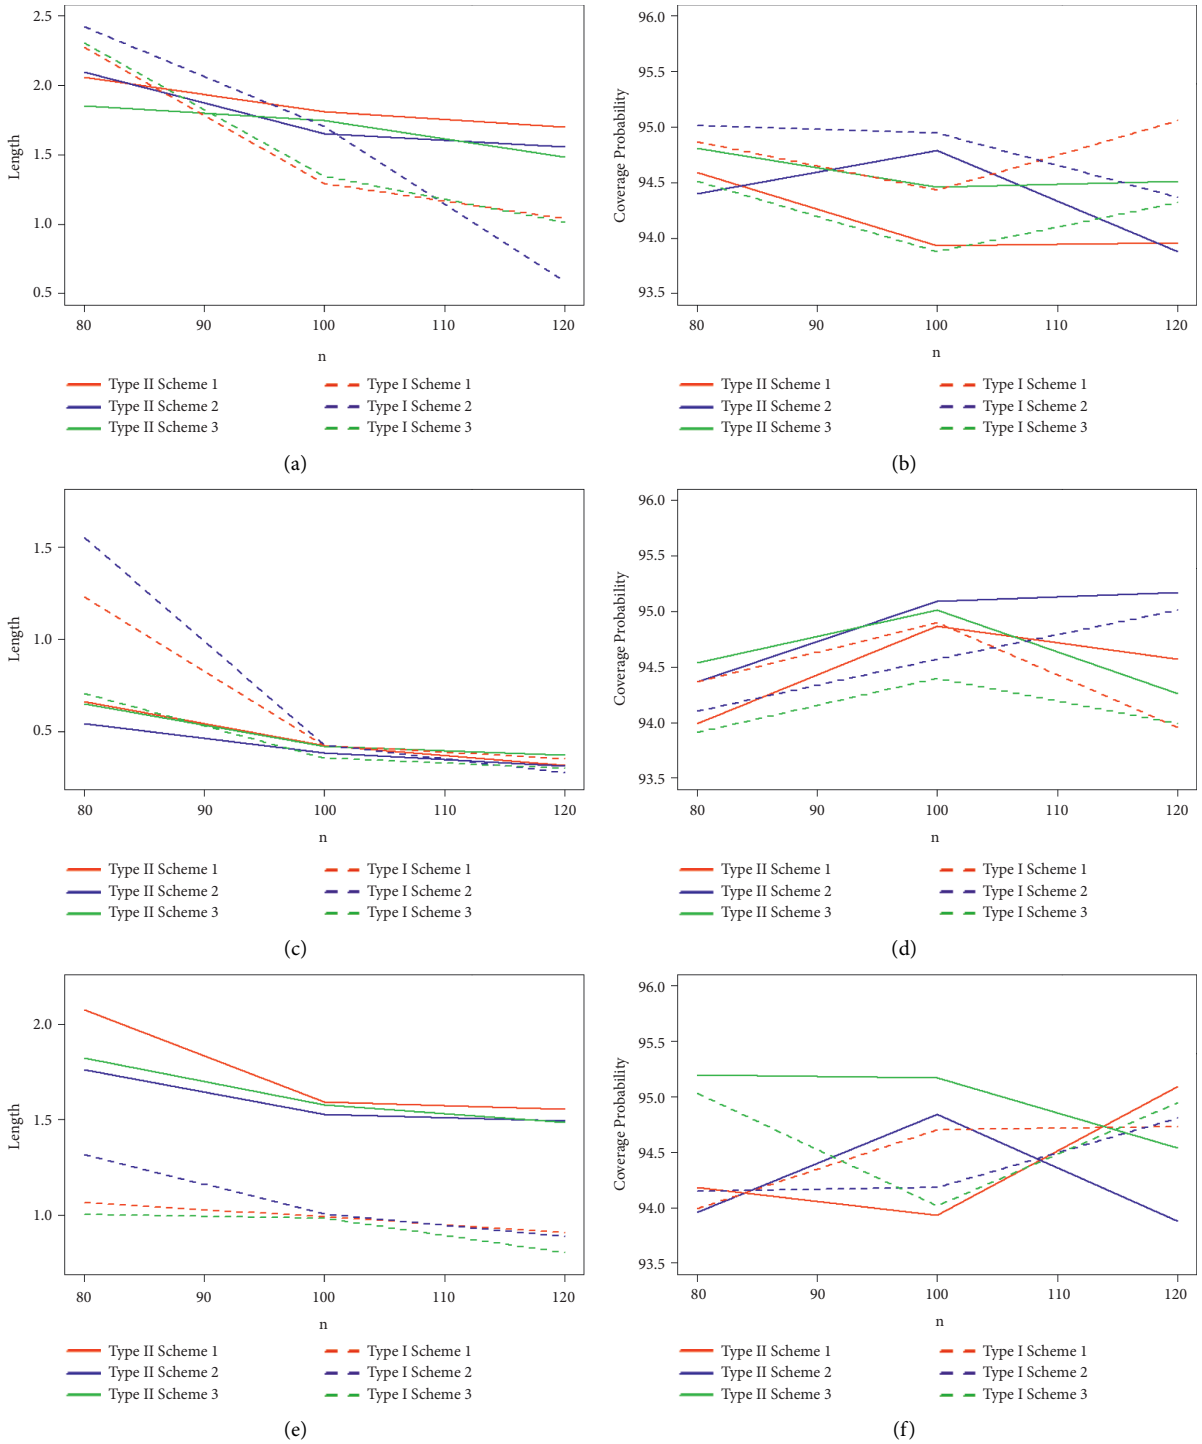 2.5
2.0
1.5
1.0
0.5
Length
80 90 100 110 120
n
Type II Scheme 1 Type I Scheme 1
Type II Scheme 2 Type I Scheme 2
Type II Scheme 3 Type I Scheme 3
(a)
96.0
95.5
95.0
94.5
94.0
93.5
Coverage Probability
80 90 100 110 120
n
Type II Scheme 1 Type I Scheme 1
Type II Scheme 2 Type I Scheme 2
Type II Scheme 3 Type I Scheme 3
(b)
1.5
1.0
0.5
Length
80 90 100 110 120
n
Type II Scheme 1 Type I Scheme 1
Type II Scheme 2 Type I Scheme 2
Type II Scheme 3 Type I Scheme 3
(c)
96.0
95.5
95.0
94.5
94.0
93.5
Coverage Probability
80 90 100 110 120
n
Type II Scheme 1 Type I Scheme 1
Type II Scheme 2 Type I Scheme 2
Type II Scheme 3 Type I Scheme 3
(d)
2.0
1.5
1.0
Length
80 90 100 110 120
n
Type II Scheme 1 Type I Scheme 1
Type II Scheme 2 Type I Scheme 2
Type II Scheme 3 Type I Scheme 3
(e)
96.0
95.5
95.0
94.5
94.0
93.5
Coverage Probability
80 90 100 110 120
n
Type II Scheme 1 Type I Scheme 1
Type II Scheme 2 Type I Scheme 2
Type II Scheme 3 Type I Scheme 3
(f)